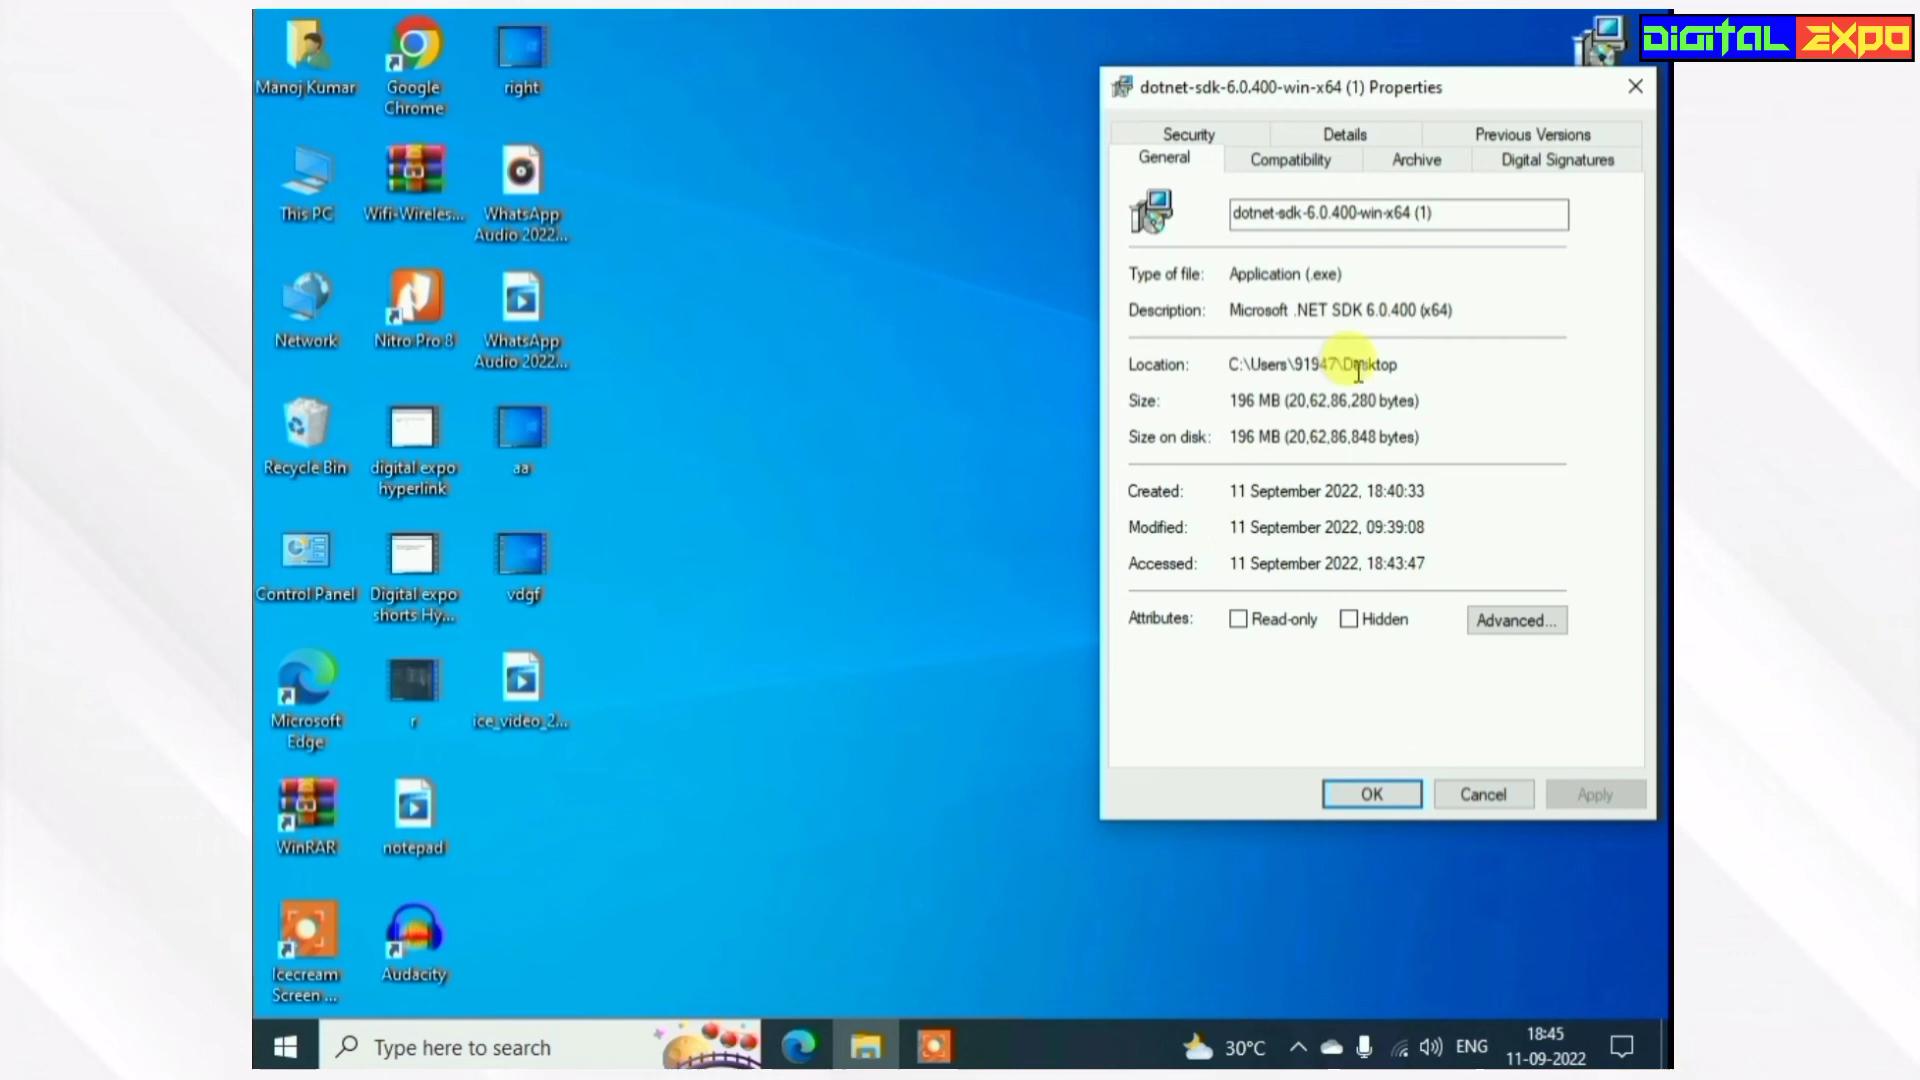 DIGITAL EXPO
Manoj Kumar
Google
Chrome
right
This PC
Wifi-Wireles...
WhatsApp
Audio 2022...
Network
Nitro Pro 8
WhatsApp
Audio 2022...
Recycle Bin
digital expo
hyperlink
aa
Control Panel
Digital expo
shorts Hy...
vdgf
Microsoft
Edge
r
ice_video_2...
WinRAR
notepad
Icecream
Screen ...
Audacity
dotnet-sdk-6.0.400-win-x64 (1) Properties
Security Details Previous Versions
General Compatibility Archive Digital Signatures
dotnet-sdk-6.0.400-win-x64 (1)
Type of file: Application (.exe)
Description: Microsoft .NET SDK 6.0.400 (x64)
Location: C:\Users\91947\Desktop
Size: 196 MB (20,62,86,280 bytes)
Size on disk: 196 MB (20,62,86,848 bytes)
Created: 11 September 2022, 18:40:33
Modified: 11 September 2022, 09:39:08
Accessed: 11 September 2022, 18:43:47
Attributes: Read-only Hidden Advanced...
OK Cancel Apply
Type here to search
30°C ENG
18:45
11-09-2022